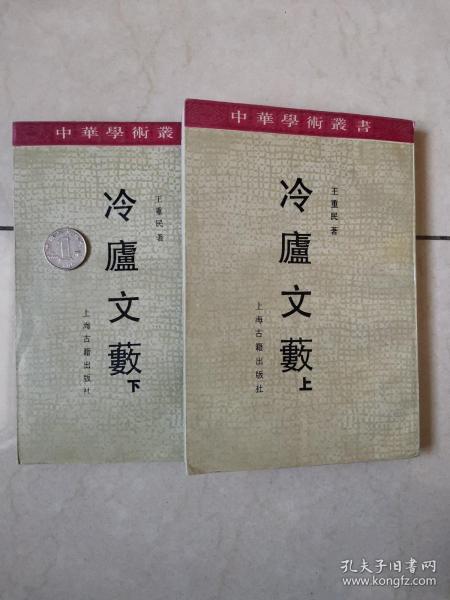 中華學術叢
王重民著
冷廬文藪
下
上海古籍出版社
中華學術叢書
王重民著
冷廬文藪
上
上海古籍出版社
孔夫子旧书网
www.kongfz.com